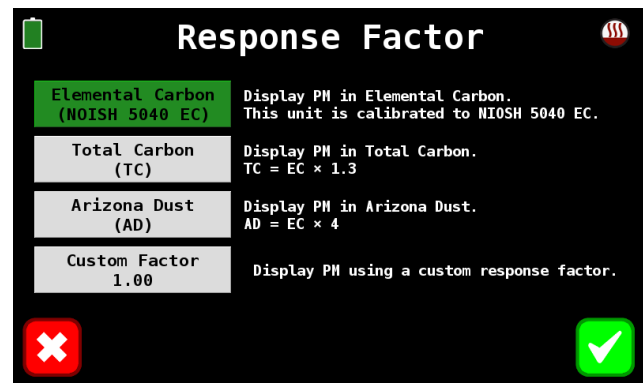 Response Factor
Elemental Carbon
(NOISH 5040 EC)
Display PM in Elemental Carbon.
This unit is calibrated to NIOSH 5040 EC.
Total Carbon
(TC)
Display PM in Total Carbon.
TC = EC × 1.3
Arizona Dust
(AD)
Display PM in Arizona Dust.
AD = EC × 4
Custom Factor
1.00
Display PM using a custom response factor.